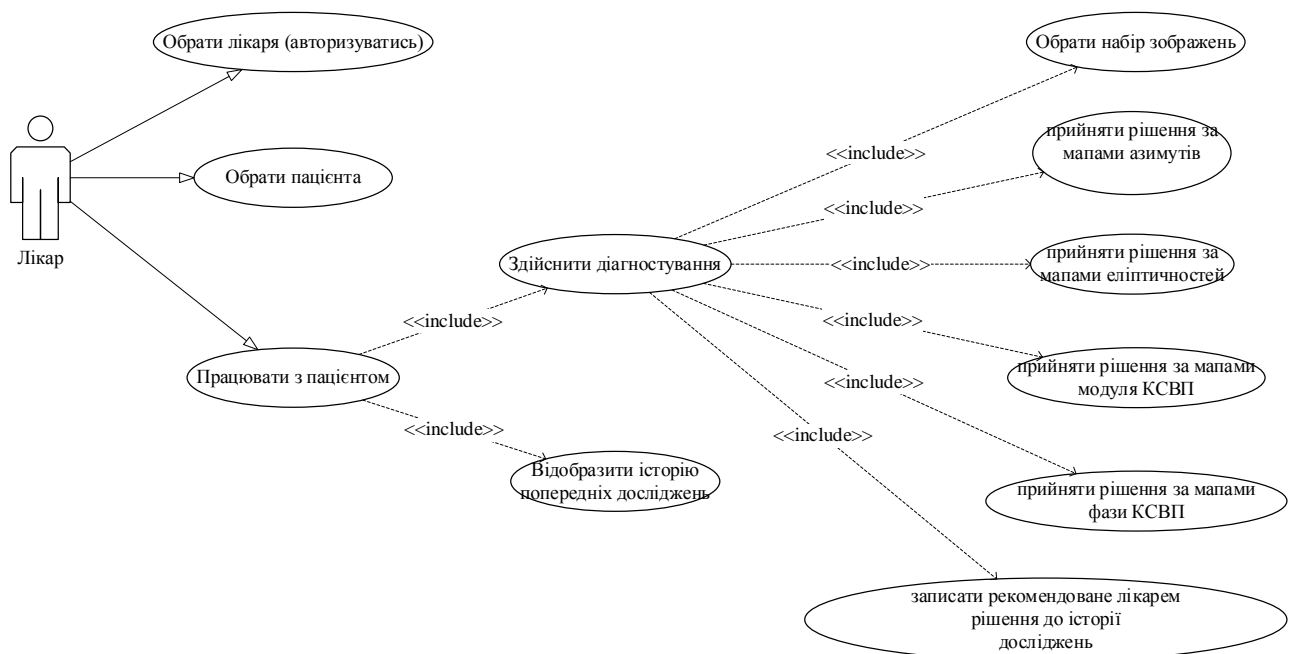 Обрати лікаря (авторизуватись)
Обрати набір зображень
прийняти рішення за
мапами азимутів
<<include>>
Обрати пацієнта
<<include>>
Лікар
Здійснити діагностування
<<include>>
прийняти рішення за
мапами еліптичностей
<<include>>
<<include>>
Працювати з пацієнтом
прийняти рішення за мапами
модуля КСВП
<<include>>
<<include>>
<<include>>
Відобразити історію
попередніх досліджень
прийняти рішення за мапами
фази КСВП
записати рекомендоване лікарем
рішення до історії
досліджень